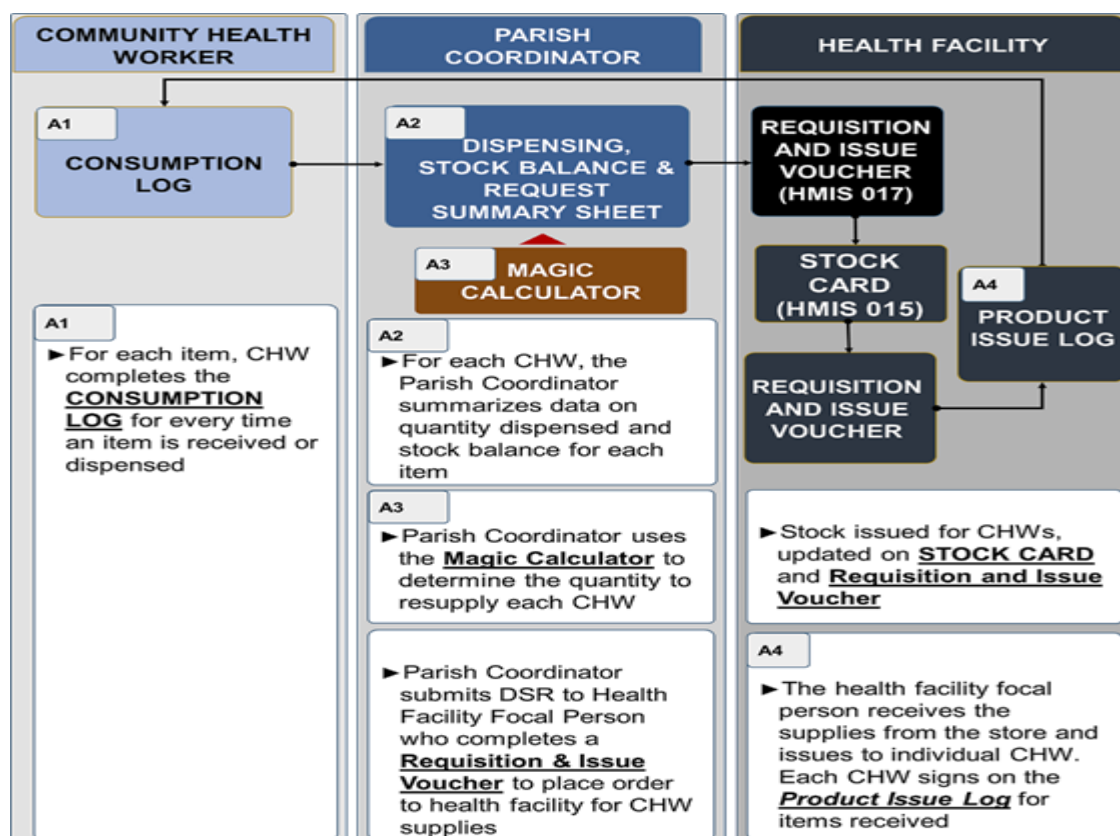 COMMUNITY HEALTH
WORKER
PARISH
COORDINATOR
HEALTH FACILITY
A1
CONSUMPTION
LOG
A2
DISPENSING,
STOCK BALANCE &
REQUEST
SUMMARY SHEET
A3
MAGIC
CALCULATOR
REQUISITION
AND ISSUE
VOUCHER
(HMIS 017)
STOCK
CARD
(HMIS 015)
REQUISITION
AND ISSUE
VOUCHER
A4
PRODUCT
ISSUE LOG
A1
►For each item, CHW
completes the
CONSUMPTION
LOG for every time
an item is received or
dispensed
A2
►For each CHW, the
Parish Coordinator
summarizes data on
quantity dispensed and
stock balance for each
item
A3
►Parish Coordinator uses
the Magic Calculator to
determine the quantity to
resupply each CHW
►Parish Coordinator
submits DSR to Health
Facility Focal Person
who completes a
Requisition & Issue
Voucher to place order
to health facility for CHW
supplies
►Stock issued for CHWs,
updated on STOCK CARD
and Requisition and Issue
Voucher
A4
►The health facility focal
person receives the
supplies from the store and
issues to individual CHW.
Each CHW signs on the
Product Issue Log for
items received